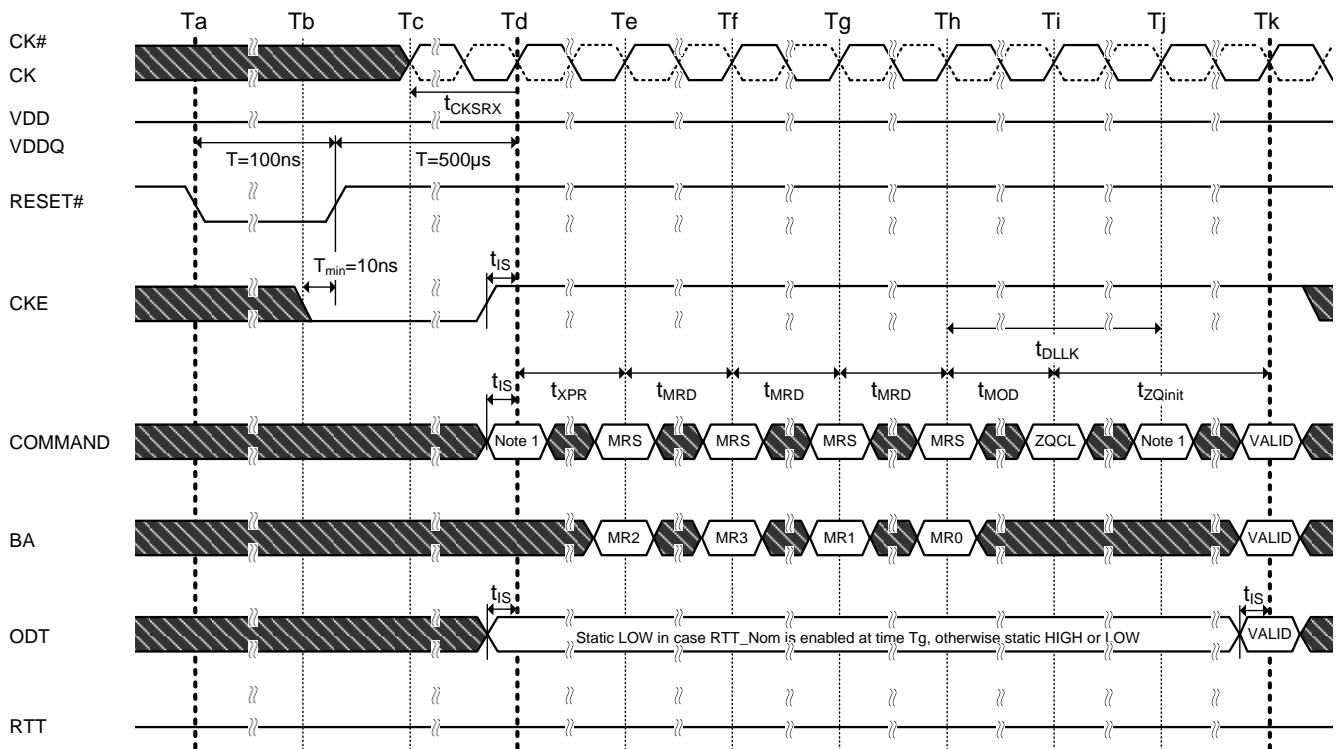 Ta Tb Tc Td Te Tf Tg Th Ti Tj Tk
CK#
CK
tCKSRX
VDD
VDDQ
T=100ns T=500µs
RESET#
Tmin=10ns tIS
CKE
tDLLK
tIS tXPR tMRD tMRD tMRD tMOD tZQinit
COMMAND Note 1 MRS MRS MRS MRS ZQCL Note 1 VALID
BA MR2 MR3 MR1 MR0 VALID
tIS tIS
ODT Static LOW in case RTT_Nom is enabled at time Tg, otherwise static HIGH or LOW VALID
RTT